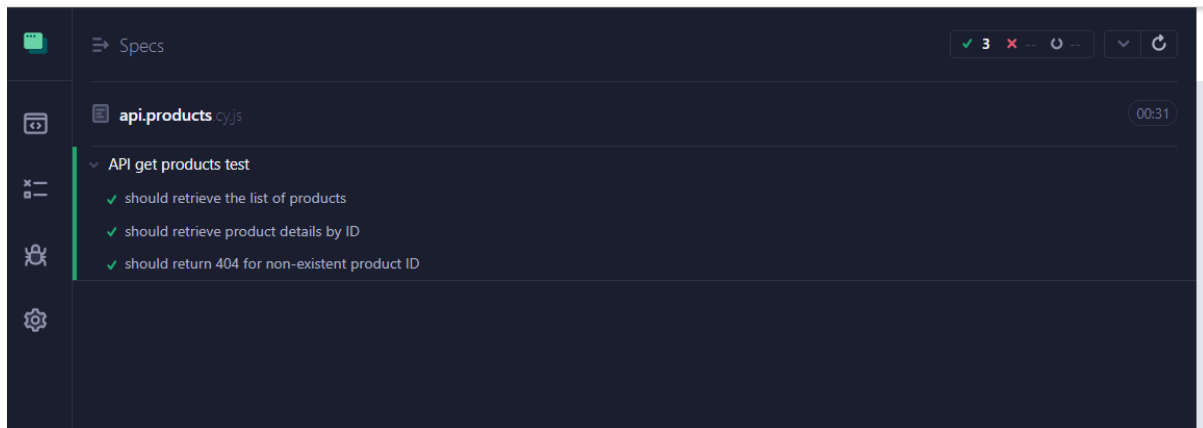 Specs
3 -- --
api.products.cy.js
00:31
API get products test
should retrieve the list of products
should retrieve product details by ID
should return 404 for non-existent product ID